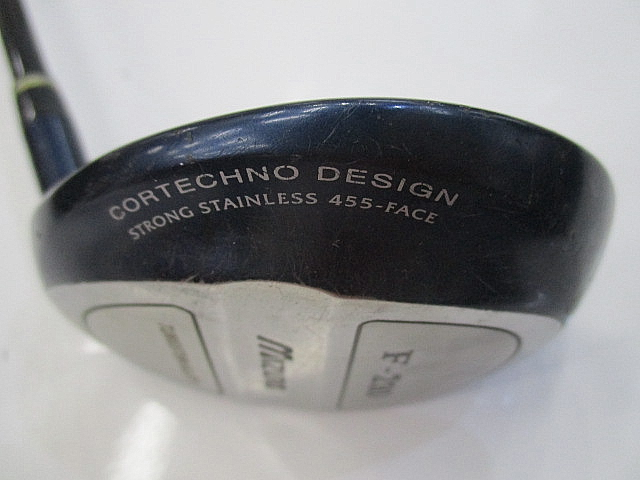 CORTECHNO DESIGN
STRONG STAINLESS 455-FACE
MIZUNO